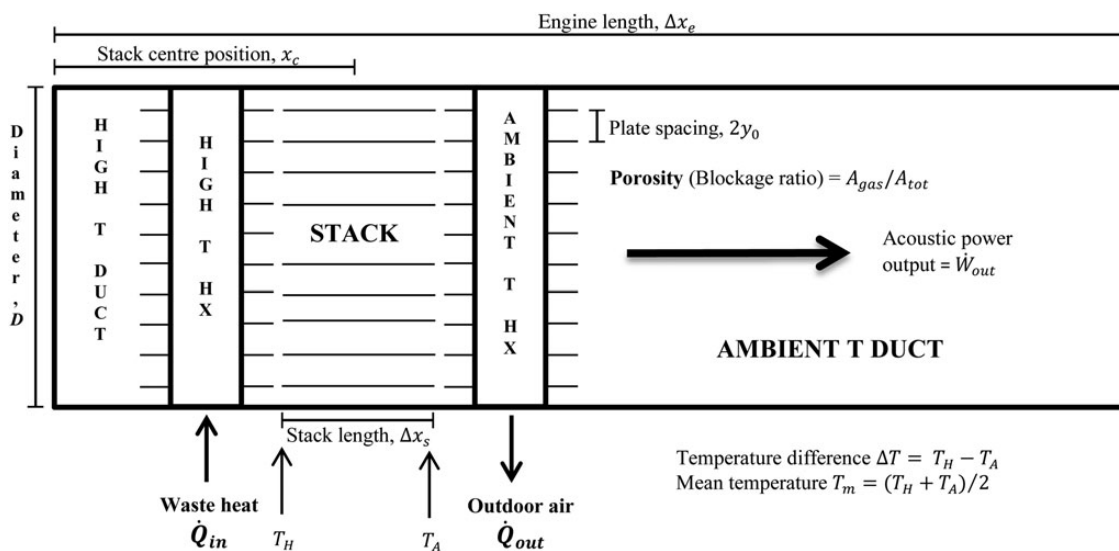 Engine length, Δxₑ
Stack centre position, x_c
Diameter, D
HIGH T DUCT
HIGH T HX
STACK
AMBIENT T HX
Plate spacing, 2y₀
Porosity (Blockage ratio) = A_gas/A_tot
Acoustic power
output = Ẇ_out
AMBIENT T DUCT
Stack length, Δx_s
Waste heat
Q̇_in
T_H
T_A
Outdoor air
Q̇_out
Temperature difference ΔT = T_H − T_A
Mean temperature T_m = (T_H + T_A)/2